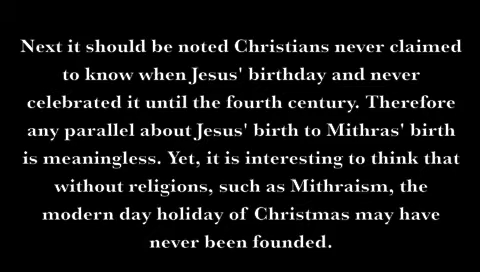 Next it should be noted Christians never claimed
to know when Jesus' birthday and never
celebrated it until the fourth century. Therefore
any parallel about Jesus' birth to Mithras' birth
is meaningless. Yet, it is interesting to think that
without religions, such as Mithraism, the
modern day holiday of Christmas may have
never been founded.